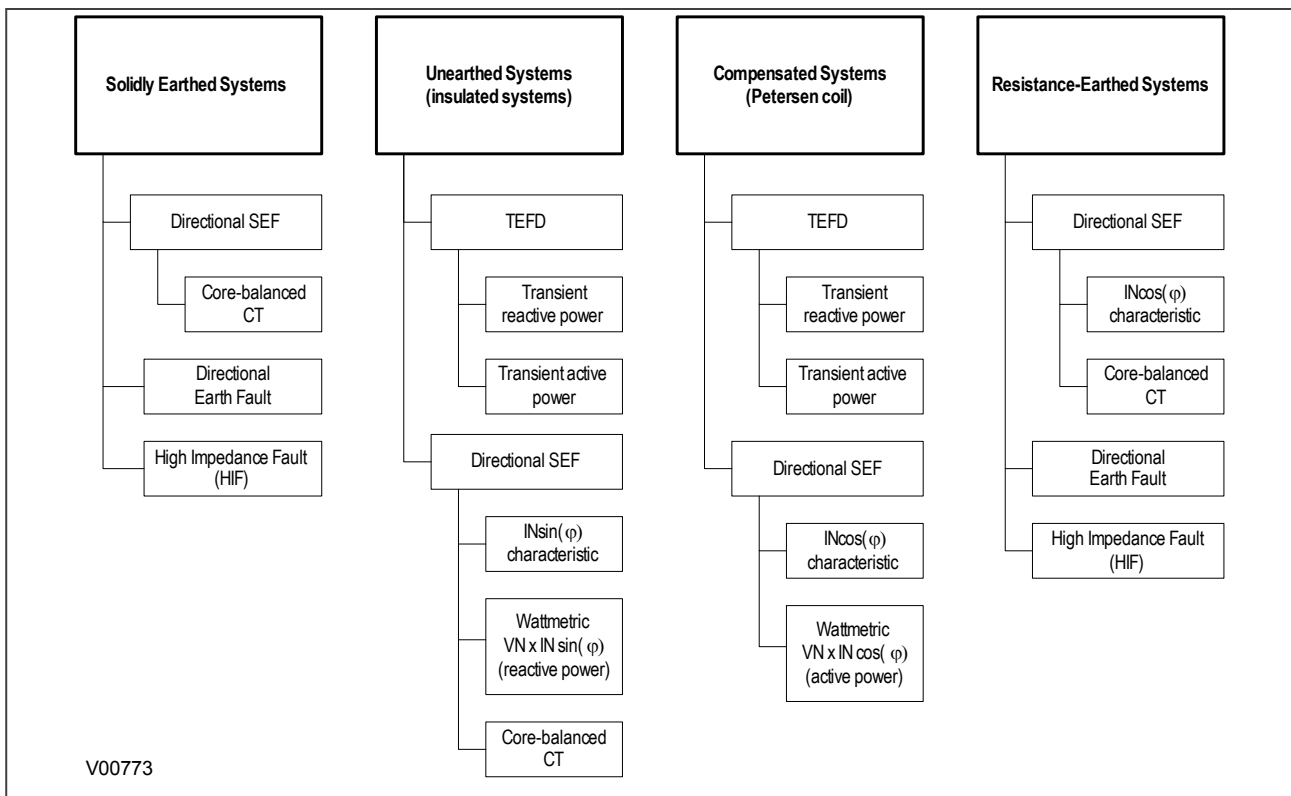 Solidly Earthed Systems
Directional SEF
Core-balanced
CT
Directional
Earth Fault
High Impedance Fault
(HIF)
Unearthed Systems
(insulated systems)
TEFD
Transient
reactive power
Transient active
power
Directional SEF
INsin(φ)
characteristic
Wattmetric
VN x IN sin( φ)
(reactive power)
Core-balanced
CT
Compensated Systems
(Petersen coil)
TEFD
Transient
reactive power
Transient active
power
Directional SEF
INcos(φ)
characteristic
Wattmetric
VN x IN cos( φ)
(active power)
Resistance-Earthed Systems
Directional SEF
INcos(φ)
characteristic
Core-balanced
CT
Directional
Earth Fault
High Impedance Fault
(HIF)
V00773